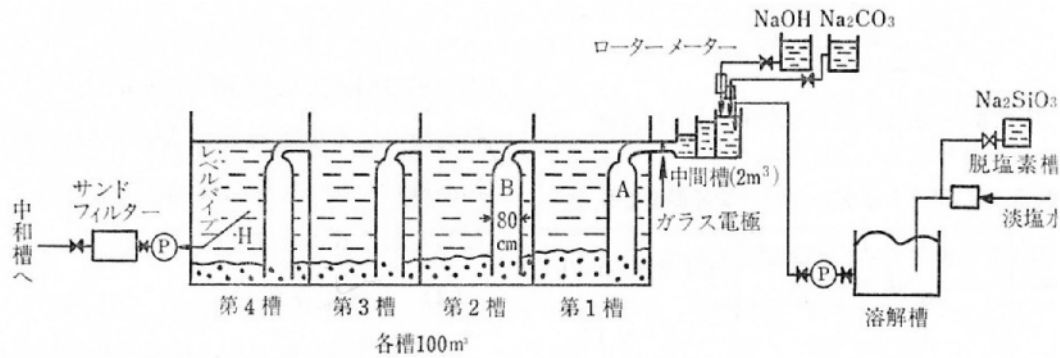 NaOH Na₂CO₃
ローターメーター
Na₂SiO₃
脱塩素槽
淡塩水
中間槽(2m³)
ガラス電極
A
B
80
cm
レベルパイプ
H
サンド
フィルター
P
中和槽へ
第4槽
第3槽
第2槽
第1槽
各槽100m³
P
溶解槽